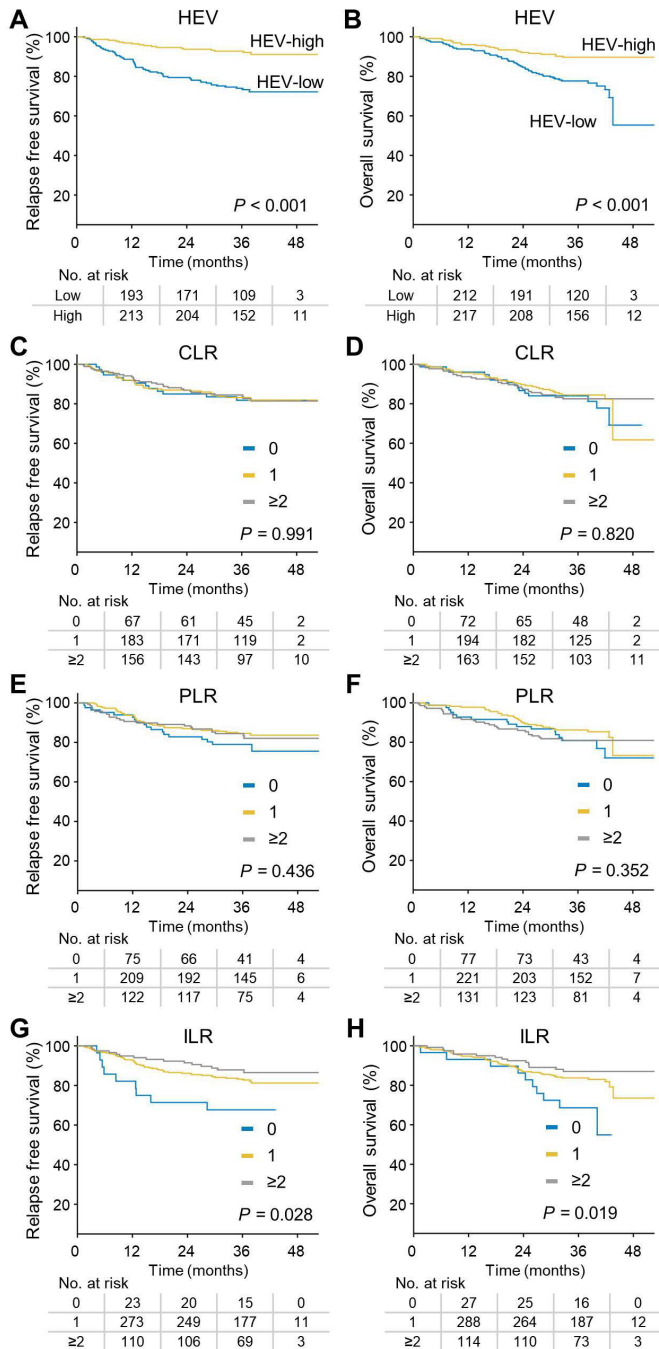 A
HEV
Relapse free survival (%)
100
80
60
40
20
HEV-high
HEV-low
P < 0.001
0 12 24 36 48
Time (months)
No. at risk
Low 193 171 109 3
High 213 204 152 11
B
HEV
Overall survival (%)
100
80
60
40
20
HEV-high
HEV-low
P < 0.001
0 12 24 36 48
Time (months)
No. at risk
Low 212 191 120 3
High 217 208 156 12
C
CLR
Relapse free survival (%)
100
80
60
40
20
0
1
≥2
P = 0.991
0 12 24 36 48
Time (months)
No. at risk
0 67 61 45 2
1 183 171 119 2
≥2 156 143 97 10
D
CLR
Overall survival (%)
100
80
60
40
20
0
1
≥2
P = 0.820
0 12 24 36 48
Time (months)
No. at risk
0 72 65 48 2
1 194 182 125 2
≥2 163 152 103 11
E
PLR
Relapse free survival (%)
100
80
60
40
20
0
1
≥2
P = 0.436
0 12 24 36 48
Time (months)
No. at risk
0 75 66 41 4
1 209 192 145 6
≥2 122 117 75 4
F
PLR
Overall survival (%)
100
80
60
40
20
0
1
≥2
P = 0.352
0 12 24 36 48
Time (months)
No. at risk
0 77 73 43 4
1 221 203 152 7
≥2 131 123 81 4
G
ILR
Relapse free survival (%)
100
80
60
40
20
0
1
≥2
P = 0.028
0 12 24 36 48
Time (months)
No. at risk
0 23 20 15 0
1 273 249 177 11
≥2 110 106 69 3
H
ILR
Overall survival (%)
100
80
60
40
20
0
1
≥2
P = 0.019
0 12 24 36 48
Time (months)
No. at risk
0 27 25 16 0
1 288 264 187 12
≥2 114 110 73 3